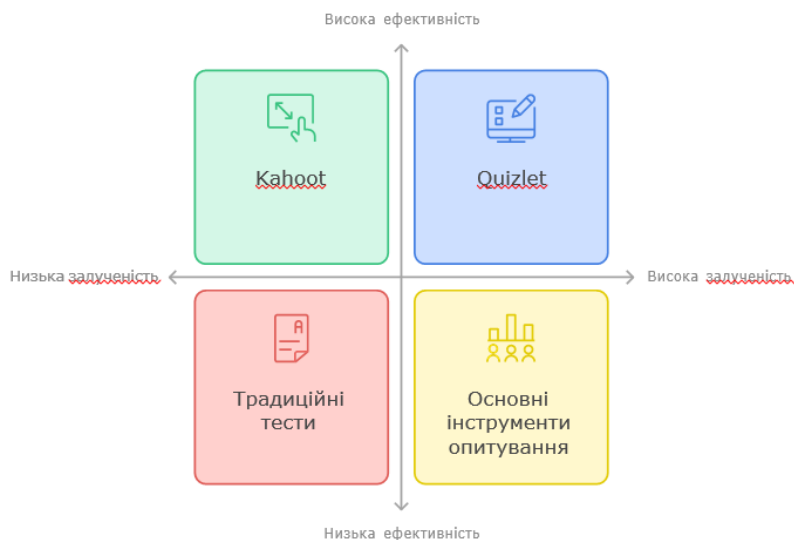 Висока ефективність
Kahoot
Quizlet
Низька залученість
Висока залученість
Традиційні
тести
Основні
інструменти
опитування
Низька ефективність